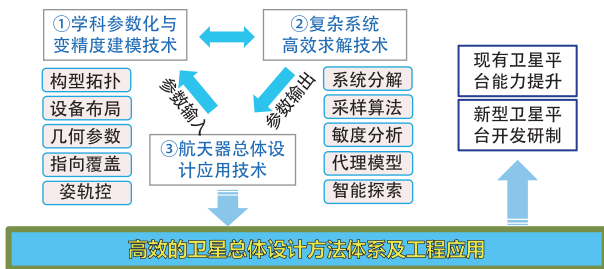 ①学科参数化与
变精度建模技术
②复杂系统
高效求解技术
构型拓扑
设备布局
几何参数
指向覆盖
姿轨控
参数输入
参数输出
③航天器总体设
计应用技术
系统分解
采样算法
敏度分析
代理模型
智能探索
现有卫星平
台能力提升
新型卫星平
台开发研制
高效的卫星总体设计方法体系及工程应用